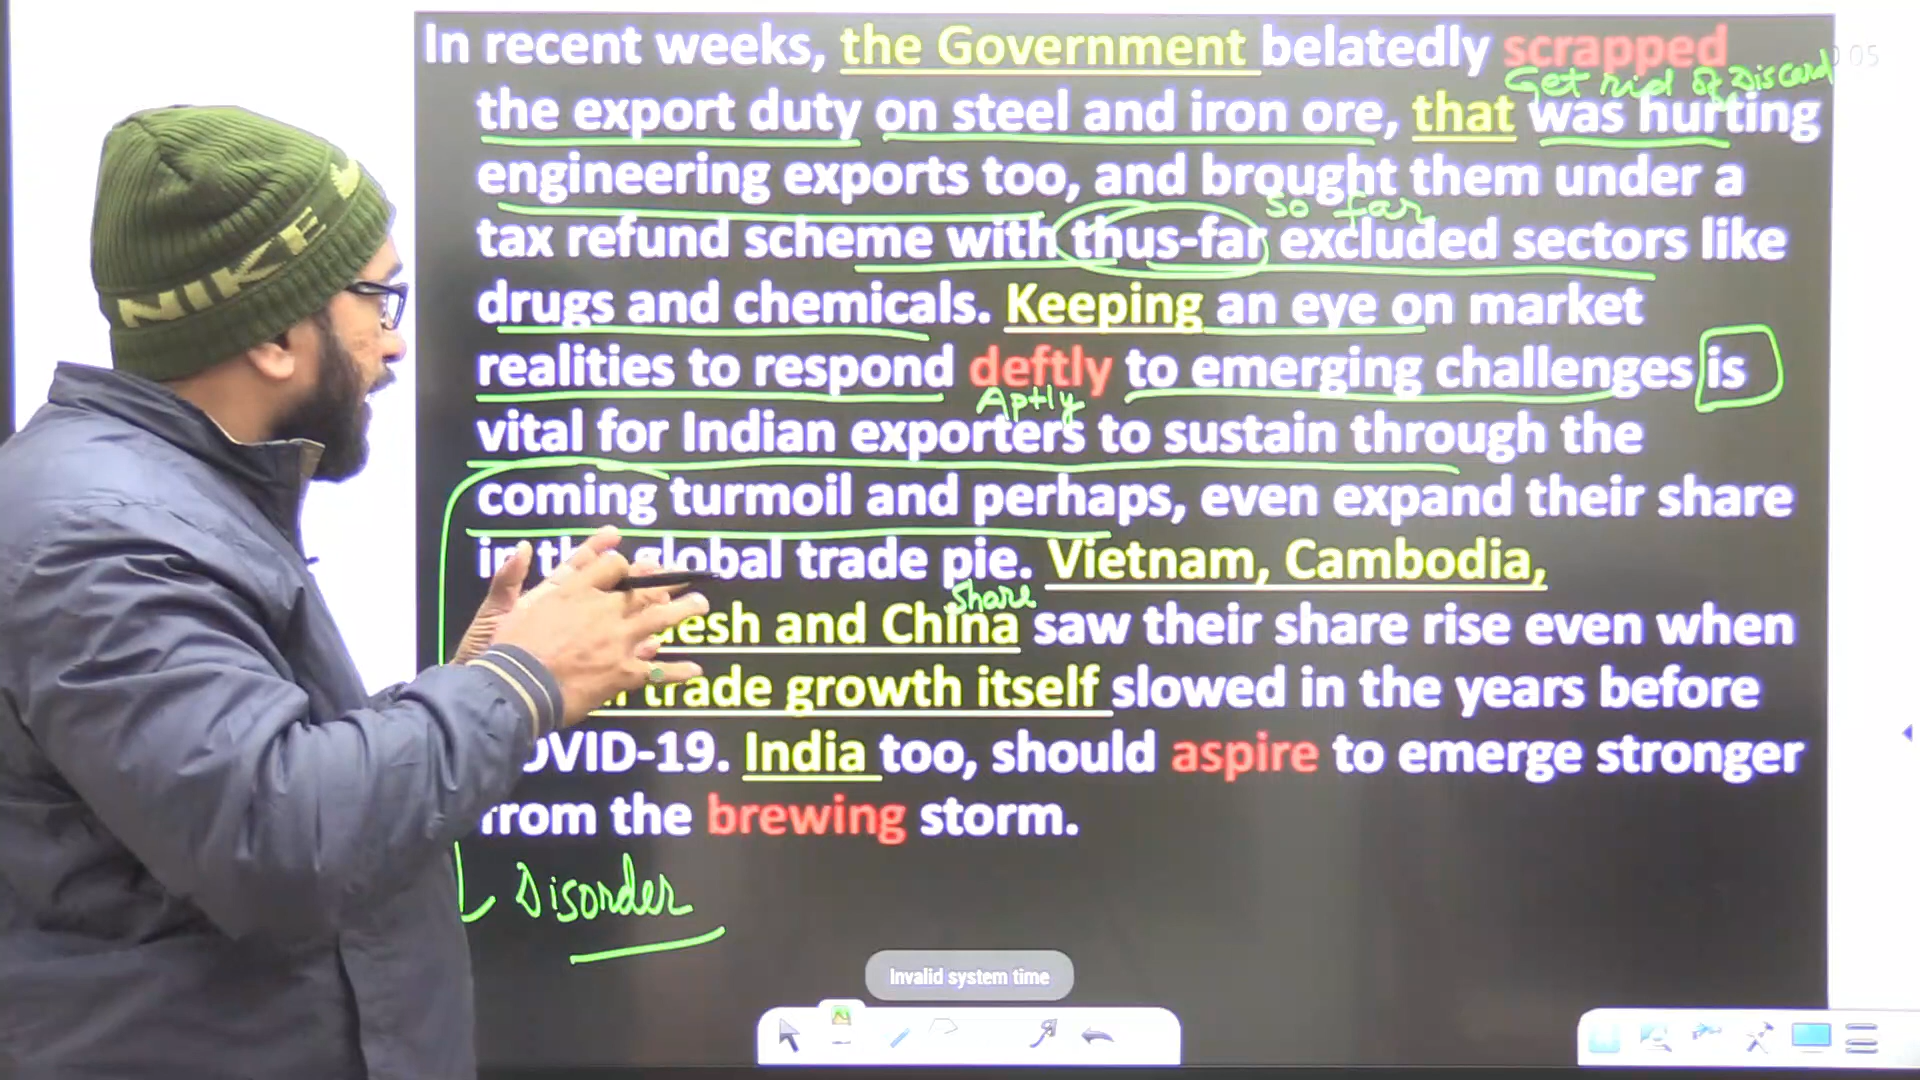 In recent weeks, the Government belatedly scrapped
05
Get rid of Discard
the export duty on steel and iron ore, that was hurting
engineering exports too, and brought them under a
so far
tax refund scheme with thus-far excluded sectors like
drugs and chemicals. Keeping an eye on market
realities to respond deftly to emerging challenges is
Aptly
vital for Indian exporters to sustain through the
coming turmoil and perhaps, even expand their share
global trade pie. Vietnam, Cambodia,
Share
desh and China saw their share rise even when
trade growth itself slowed in the years before
OVID-19. India too, should aspire to emerge stronger
from the brewing storm.
Disorder
Invalid system time
NIKE